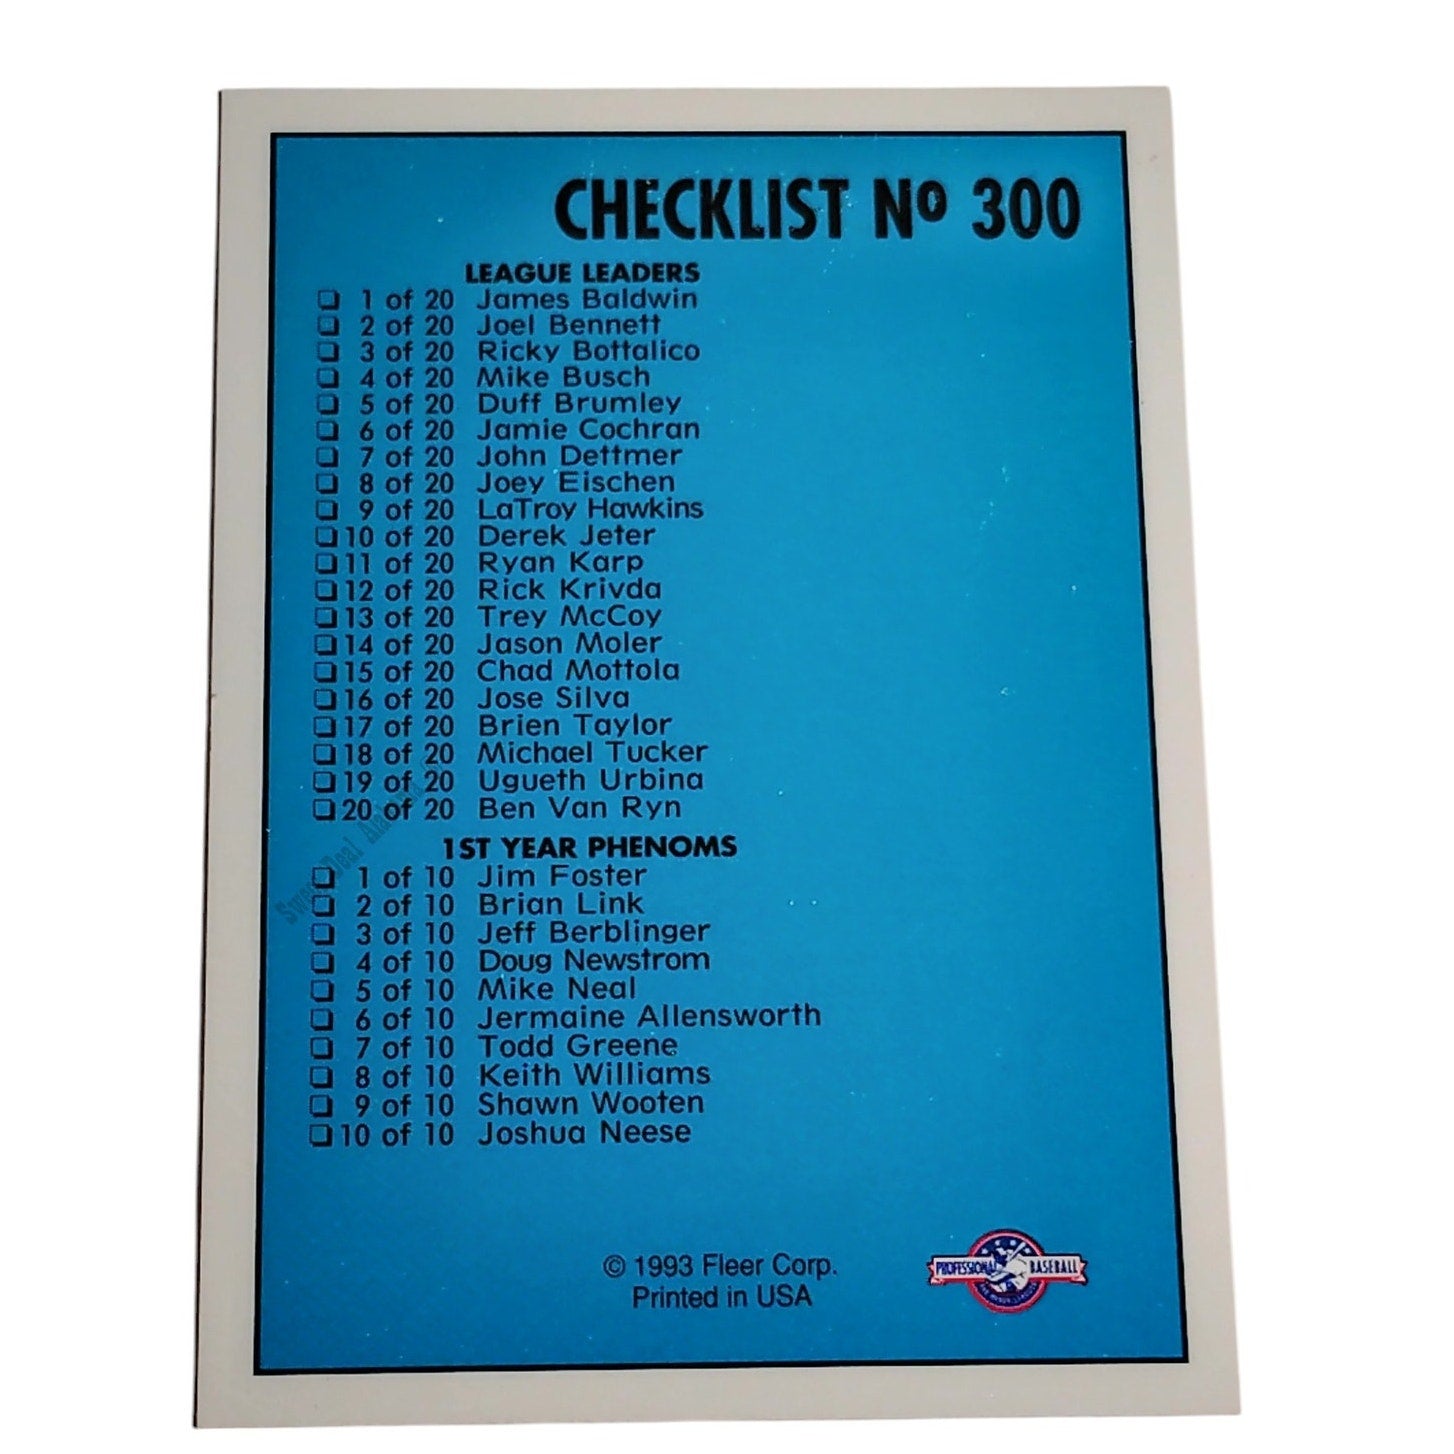 CHECKLIST Nº 300
LEAGUE LEADERS
1 of 20 James Baldwin
2 of 20 Joel Bennett
3 of 20 Ricky Bottalico
4 of 20 Mike Busch
5 of 20 Duff Brumley
6 of 20 Jamie Cochran
7 of 20 John Dettmer
8 of 20 Joey Eischen
9 of 20 LaTroy Hawkins
10 of 20 Derek Jeter
11 of 20 Ryan Karp
12 of 20 Rick Krivda
13 of 20 Trey McCoy
14 of 20 Jason Moler
15 of 20 Chad Mottola
16 of 20 Jose Silva
17 of 20 Brien Taylor
18 of 20 Michael Tucker
19 of 20 Ugueth Urbina
20 of 20 Ben Van Ryn
1ST YEAR PHENOMS
1 of 10 Jim Foster
2 of 10 Brian Link
3 of 10 Jeff Berblinger
4 of 10 Doug Newstrom
5 of 10 Mike Neal
6 of 10 Jermaine Allensworth
7 of 10 Todd Greene
8 of 10 Keith Williams
9 of 10 Shawn Wooten
10 of 10 Joshua Neese
© 1993 Fleer Corp.
Printed in USA
PROFESSIONAL BASEBALL